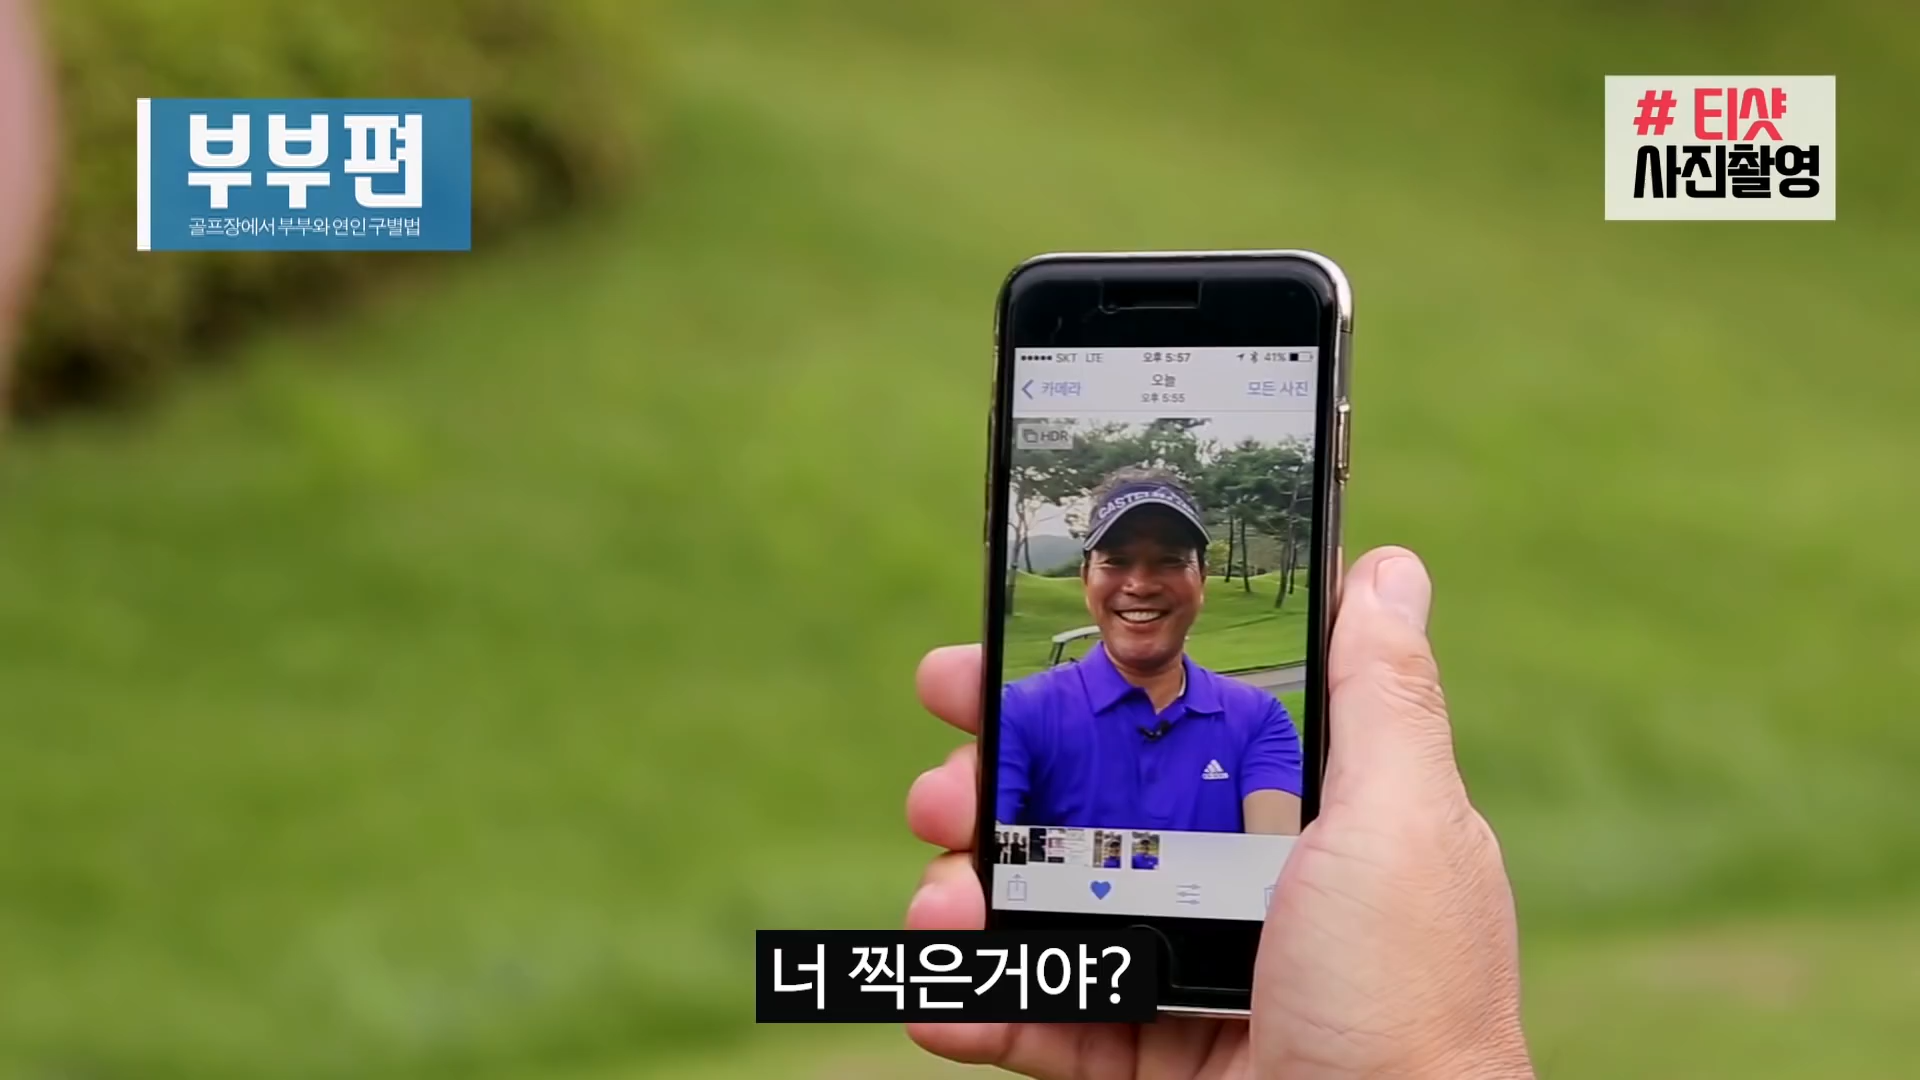 부부편
골프장에서 부부와 연인 구별법
# 티샷
사진촬영
SKT LTE
오후 5:57
41%
카메라
오늘
오후 5:55
모든 사진
HDR
adidas
너 찍은거야?